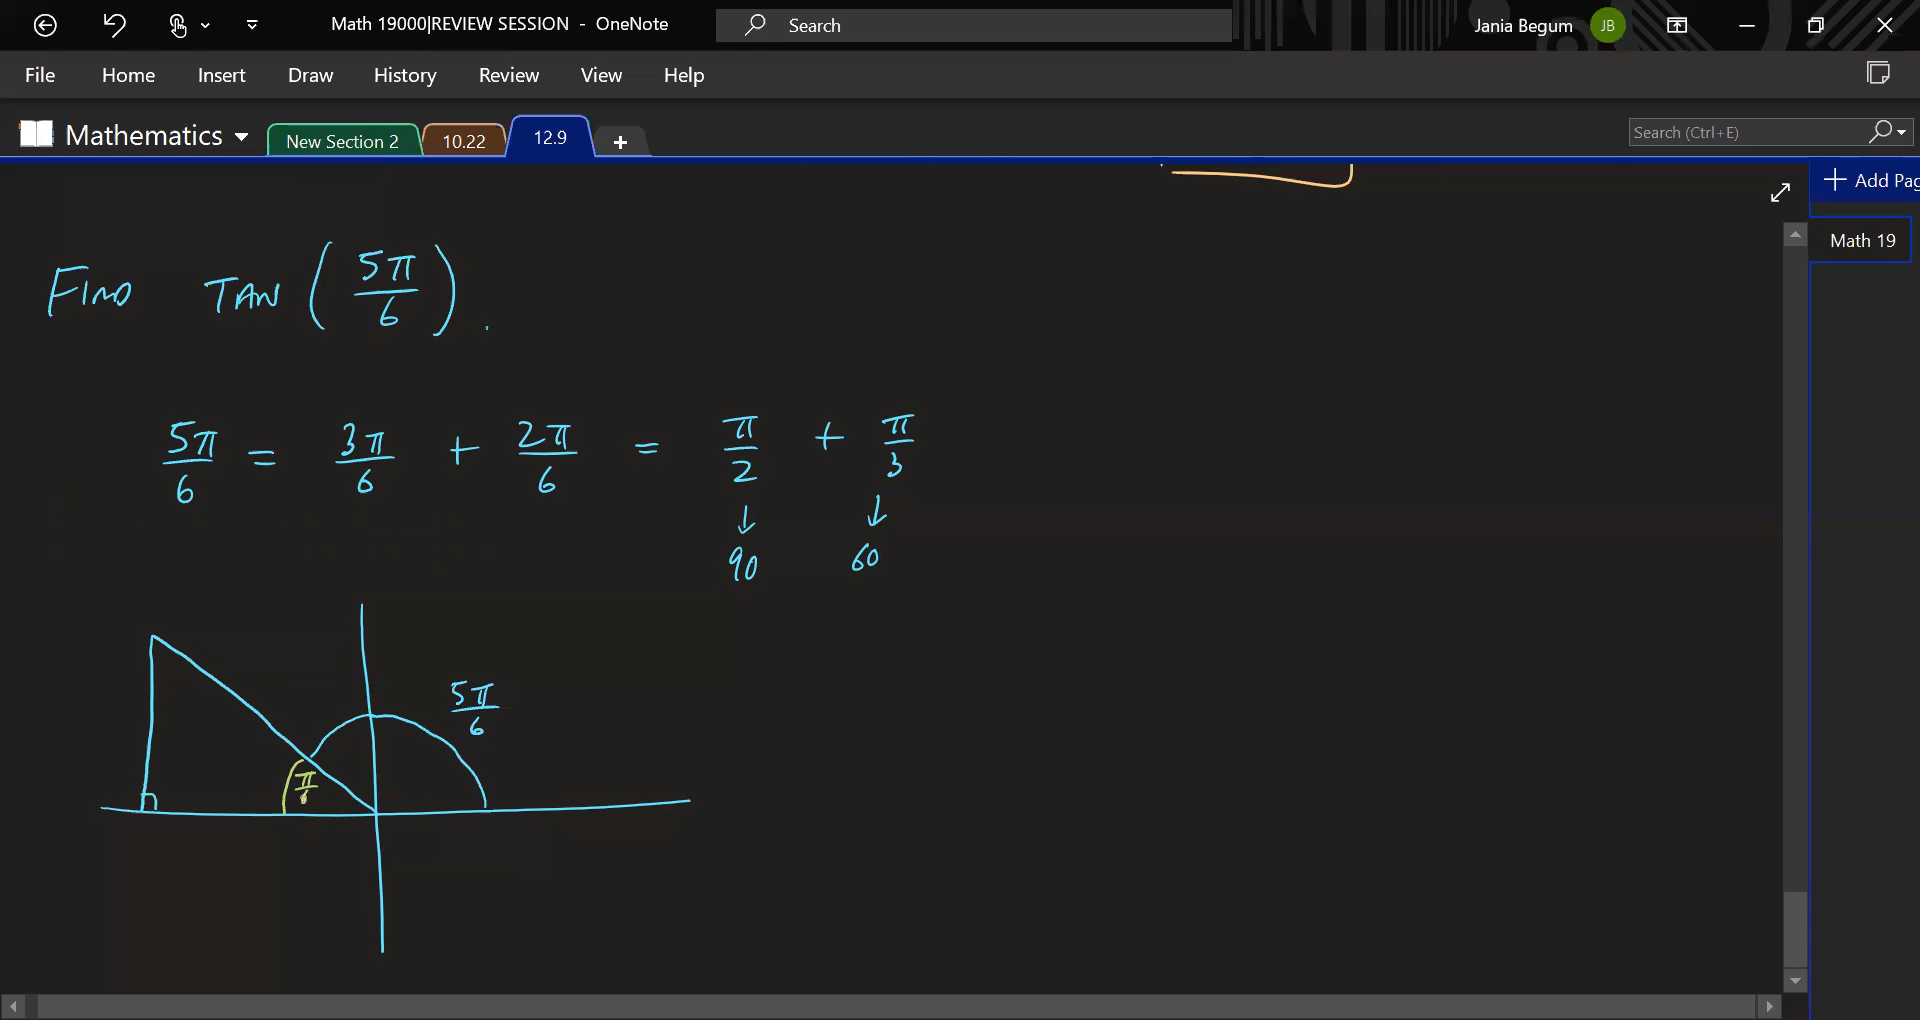 Math 19000|REVIEW SESSION - OneNote
Search
Jania Begum
JB
File Home Insert Draw History Review View Help
Mathematics
New Section 2
10.22
12.9
+
Search (Ctrl+E)
+ Add Pag
Math 19
FIND TAN (5π/6).
5π/6 = 3π/6 + 2π/6 = π/2 + π/3
↓ ↓
90 60
5π/6
π/6